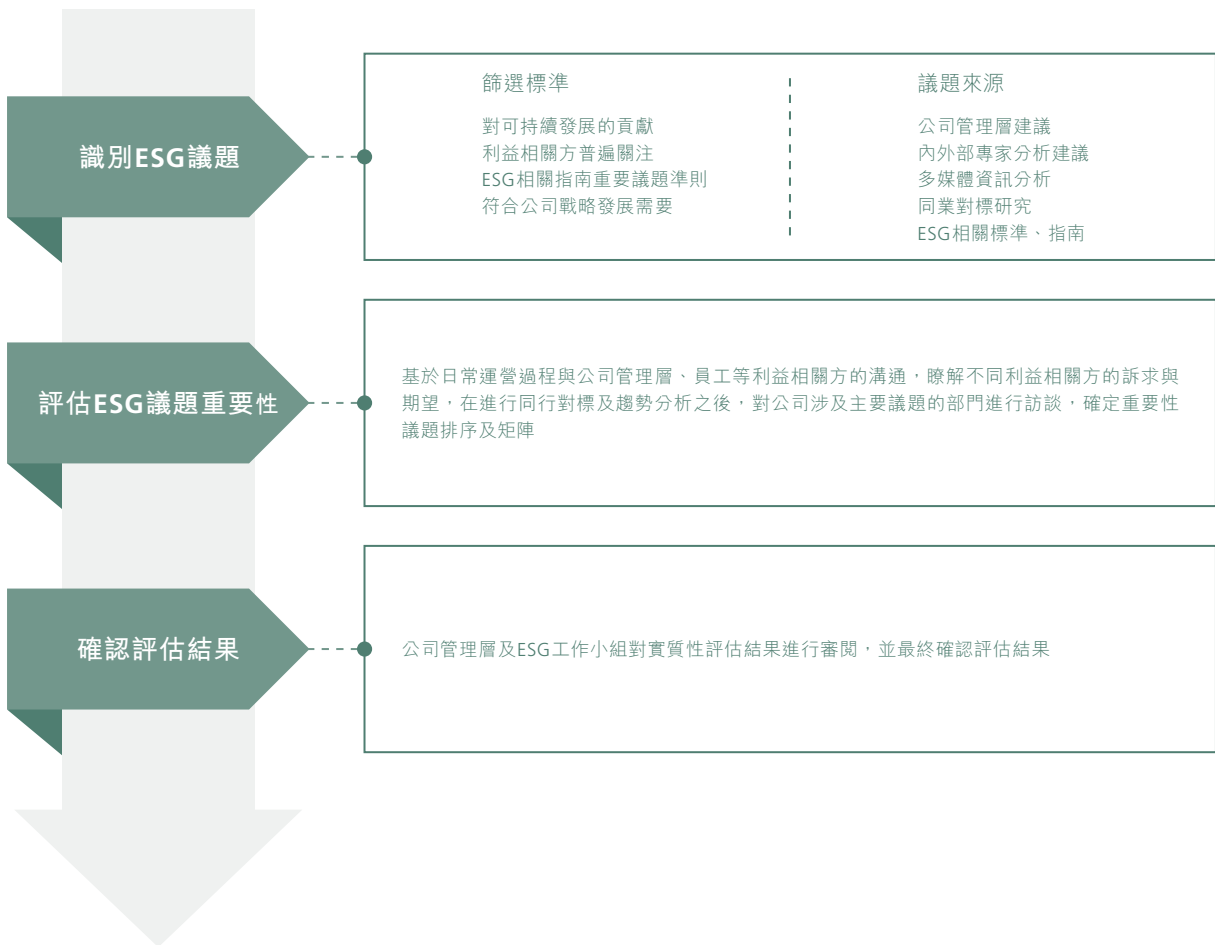 識別ESG議題
篩選標準
對可持續發展的貢獻
利益相關方普遍關注
ESG相關指南重要議題準則
符合公司戰略發展需要
議題來源
公司管理層建議
內外部專家分析建議
多媒體資訊分析
同業對標研究
ESG相關標準、指南
評估ESG議題重要性
基於日常運營過程與公司管理層、員工等利益相關方的溝通，瞭解不同利益相關方的訴求與
期望，在進行同行對標及趨勢分析之後，對公司涉及主要議題的部門進行訪談，確定重要性
議題排序及矩陣
確認評估結果
公司管理層及ESG工作小組對實質性評估結果進行審閱，並最終確認評估結果